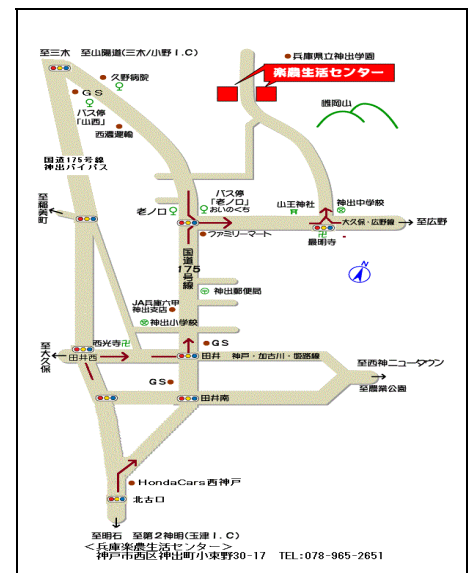 至三木 至山陽道(三木/小野I.C)
久野病院
GS
バス停
「山西」
西濃運輸
兵庫県立神出学園
楽農生活センター
雌岡山
国道175号線
神出バイパス
至稲美町
老ノ口
バス停
「老ノ口」
おいのくち
山王神社
神出中学校
大久保・広野線
至広野
最明寺
ファミリーマート
国道175号線
N
神出郵便局
JA兵庫六甲
神出支店
神出小学校
GS
西光寺
至大久保
田井西
田井
神戸・加古川・姫路線
至西神ニュータウン
至農業公園
GS
田井南
HondaCars西神戸
北古口
至明石 至第2神明(玉津I.C)
<兵庫楽農生活センター>
神戸市西区神出町小束野30-17 TEL:078-965-2651